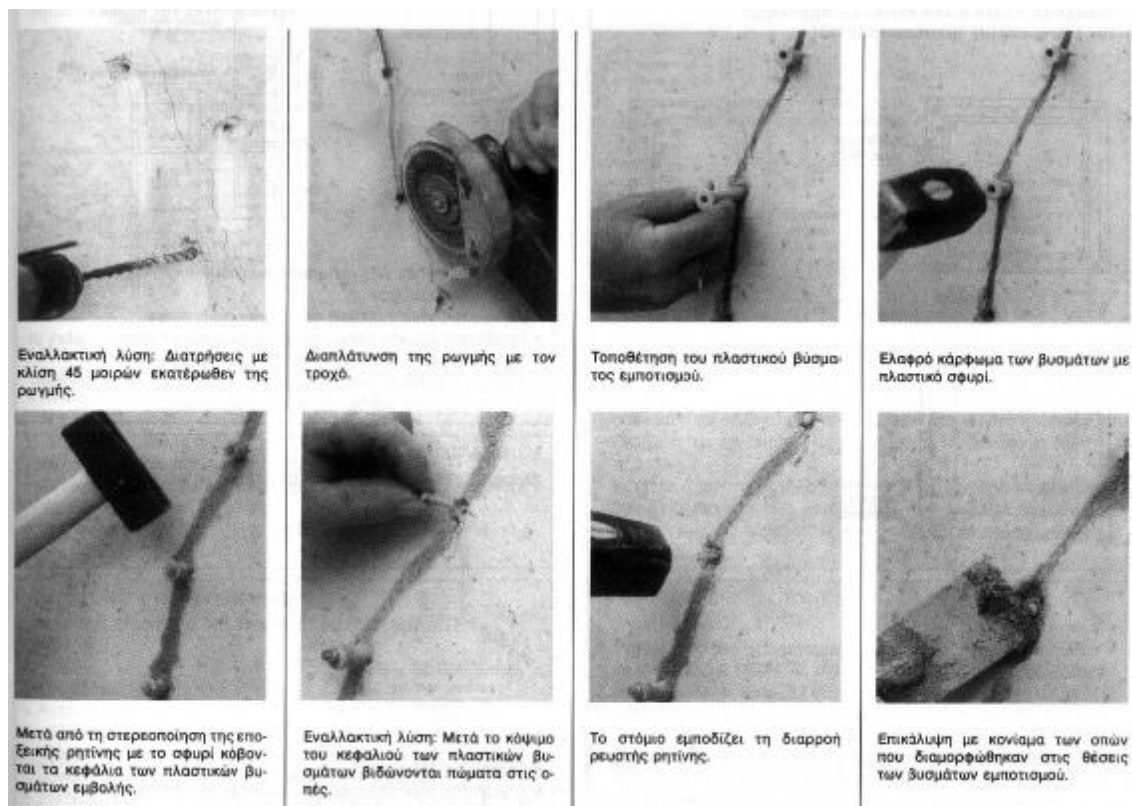 Εναλλακτική λύση: Διατρήσεις με
κλίση 45 μοιρών εκατέρωθεν της
ρωγμής.
Διαπλάτυνση της ρωγμής με τον
τροχό.
Τοποθέτηση του πλαστικού βύσμα-
τος εμποτισμού.
Ελαφρό κάρφωμα των βυσμάτων με
πλαστικό σφυρί.
Μετά από τη στερεοποίηση της επο-
ξεικής ρητίνης με το σφυρί κόβον-
ται τα κεφάλια των πλαστικών βυ-
σμάτων εμβολής.
Εναλλακτική λύση: Μετά το κόψιμο
του κεφαλιού των πλαστικών βυ-
σμάτων βιδώνονται πώματα στις ο-
πές.
Το στόμιο εμποδίζει τη διαρροή
ρευστής ρητίνης.
Επικάλυψη με κονίαμα των οπών
που διαμορφώθηκαν στις θέσεις
των βυσμάτων εμποτισμού.